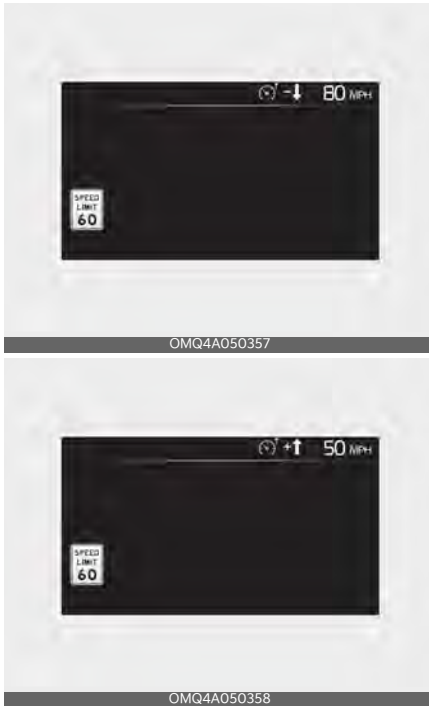 - 80 MPH
SPEED
LIMIT
60
OMQ4A050357
+ 50 MPH
SPEED
LIMIT
60
OMQ4A050358